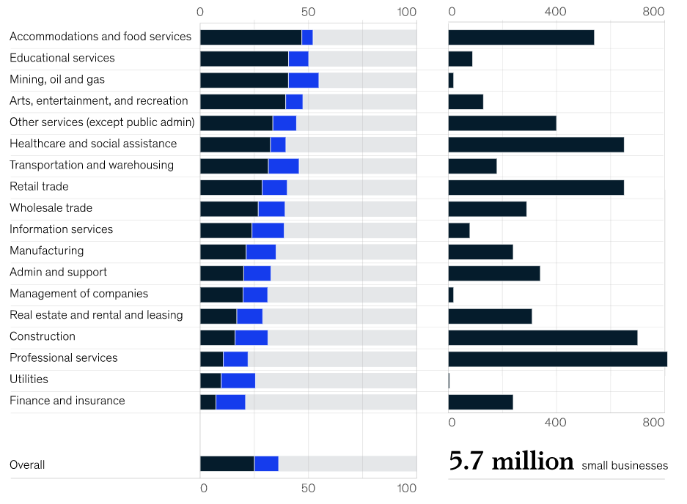 0 50 100 0 400 800
Accommodations and food services
Educational services
Mining, oil and gas
Arts, entertainment, and recreation
Other services (except public admin)
Healthcare and social assistance
Transportation and warehousing
Retail trade
Wholesale trade
Information services
Manufacturing
Admin and support
Management of companies
Real estate and rental and leasing
Construction
Professional services
Utilities
Finance and insurance
0 400 800
Overall
5.7 million small businesses
0 50 100